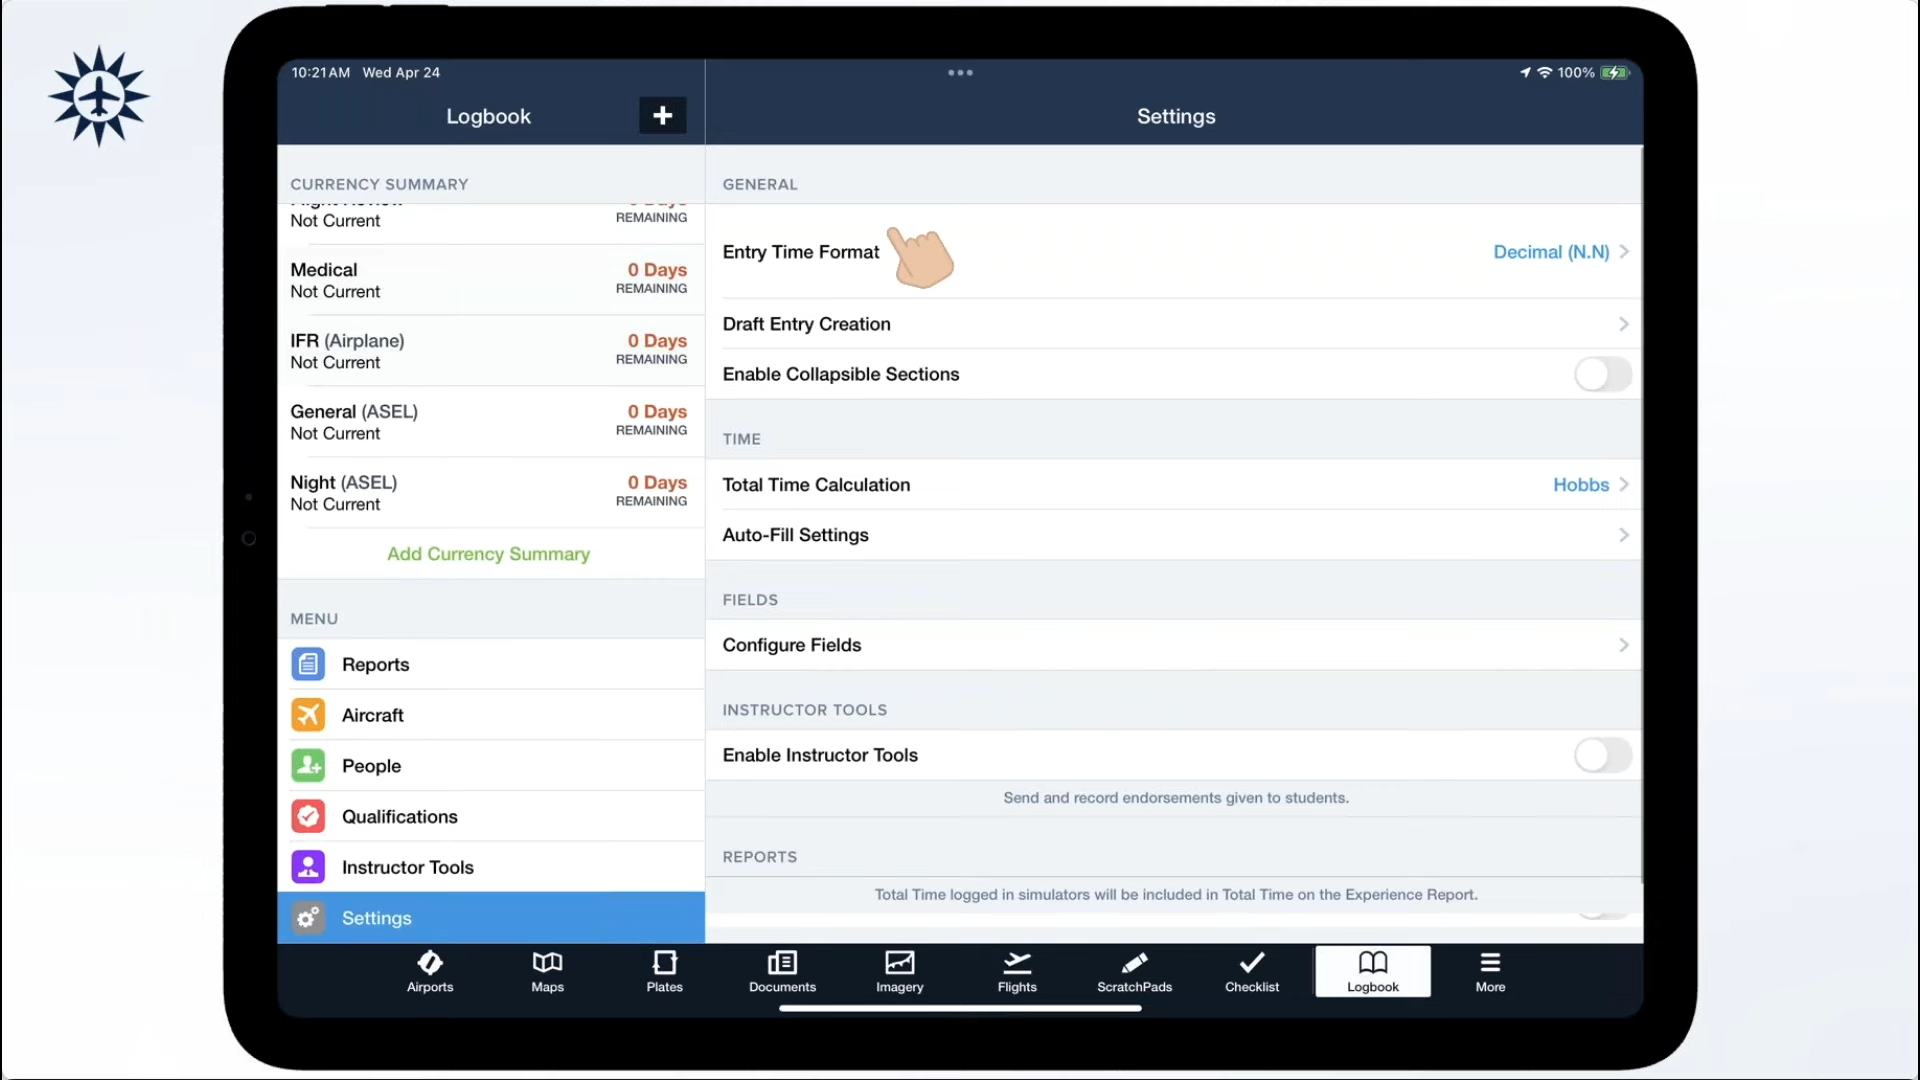 10:21AM Wed Apr 24
100%
Logbook
Settings
CURRENCY SUMMARY
Not Current
REMAINING
Medical
0 Days
Not Current
REMAINING
IFR (Airplane)
0 Days
Not Current
REMAINING
General (ASEL)
0 Days
Not Current
REMAINING
Night (ASEL)
0 Days
Not Current
REMAINING
Add Currency Summary
MENU
Reports
Aircraft
People
Qualifications
Instructor Tools
Settings
GENERAL
Entry Time Format
Decimal (N.N)
Draft Entry Creation
Enable Collapsible Sections
TIME
Total Time Calculation
Hobbs
Auto-Fill Settings
FIELDS
Configure Fields
INSTRUCTOR TOOLS
Enable Instructor Tools
Send and record endorsements given to students.
REPORTS
Total Time logged in simulators will be included in Total Time on the Experience Report.
Airports
Maps
Plates
Documents
Imagery
Flights
ScratchPads
Checklist
Logbook
More